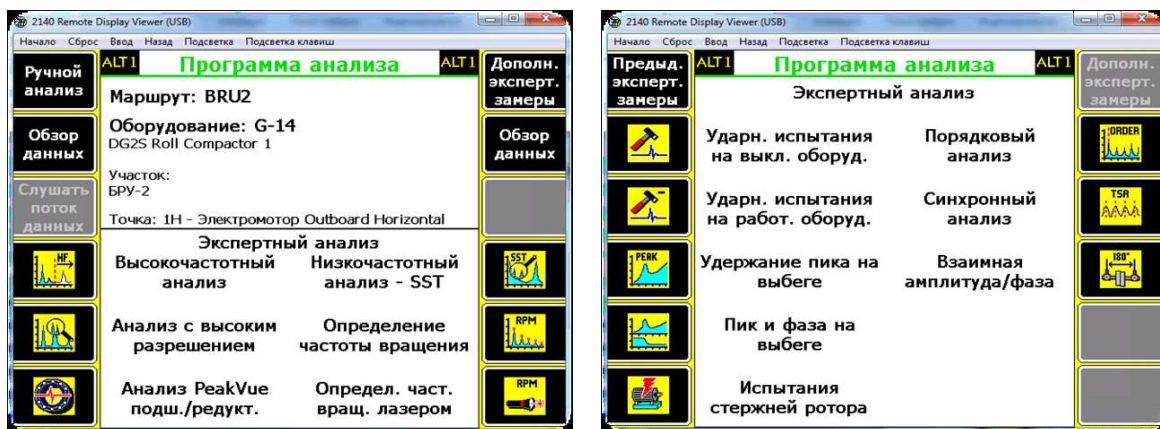 2140 Remote Display Viewer (USB)
Начало Сброс Ввод Назад Подсветка Подсветка клавиш
Ручной
анализ
Обзор
данных
Слушать
поток
данных
HF
ALT1 Программа анализа ALT1
Маршрут: BRU2
Оборудование: G-14
DG2S Roll Compactor 1
Участок:
БРУ-2
Точка: 1H - Электромотор Outboard Horizontal
Экспертный анализ
Высокочастотный
анализ
Низкочастотный
анализ - SST
Анализ с высоким
разрешением
Определение
частоты вращения
Анализ PeakVue
подш./редукт.
Определ. част.
вращ. лазером
Дополн.
эксперт.
замеры
Обзор
данных
SST
RPM
RPM
2140 Remote Display Viewer (USB)
Начало Сброс Ввод Назад Подсветка Подсветка клавиш
Предыд.
эксперт.
замеры
PEAK
ALT1 Программа анализа ALT1
Экспертный анализ
Ударн. испытания
на выкл. оборуд.
Порядковый
анализ
Ударн. испытания
на работ. оборуд.
Синхронный
анализ
Удержание пика на
выбеге
Взаимная
амплитуда/фаза
Пик и фаза на
выбеге
Испытания
стержней ротора
Дополн.
эксперт.
замеры
ORDER
TSA
180°